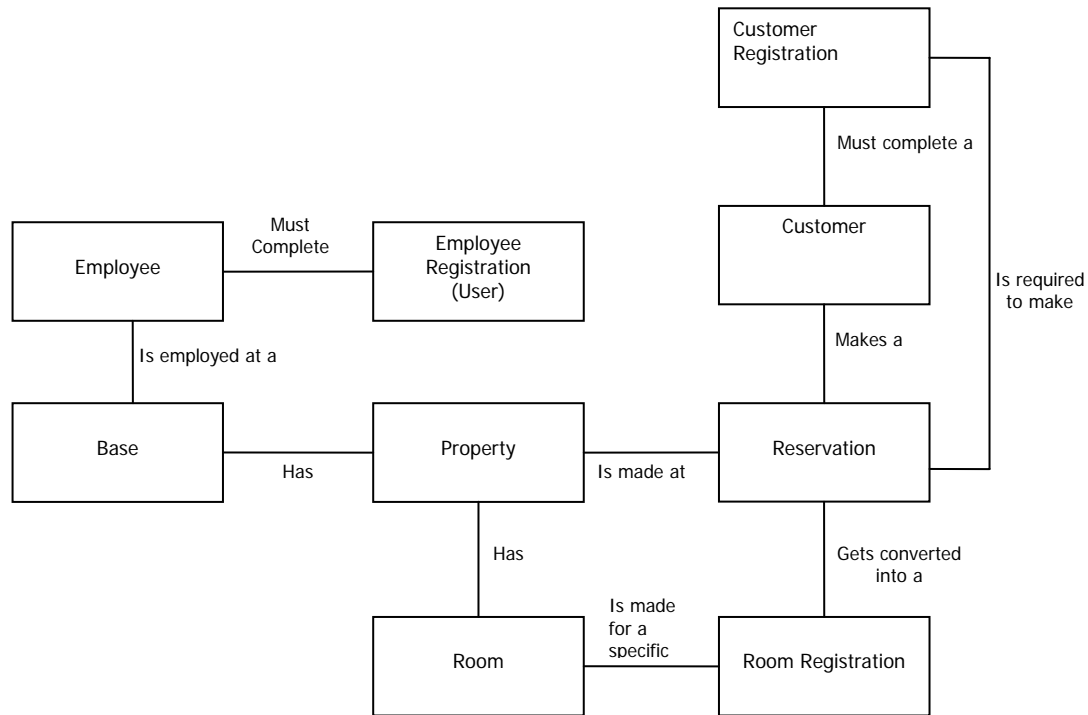 Customer
Registration
Must complete a
Customer
Must
Complete
Employee
Employee
Registration
(User)
Is required
to make
Is employed at a
Makes a
Base
Has
Property
Is made at
Reservation
Has
Gets converted
into a
Room
Is made
for a
specific
Room Registration